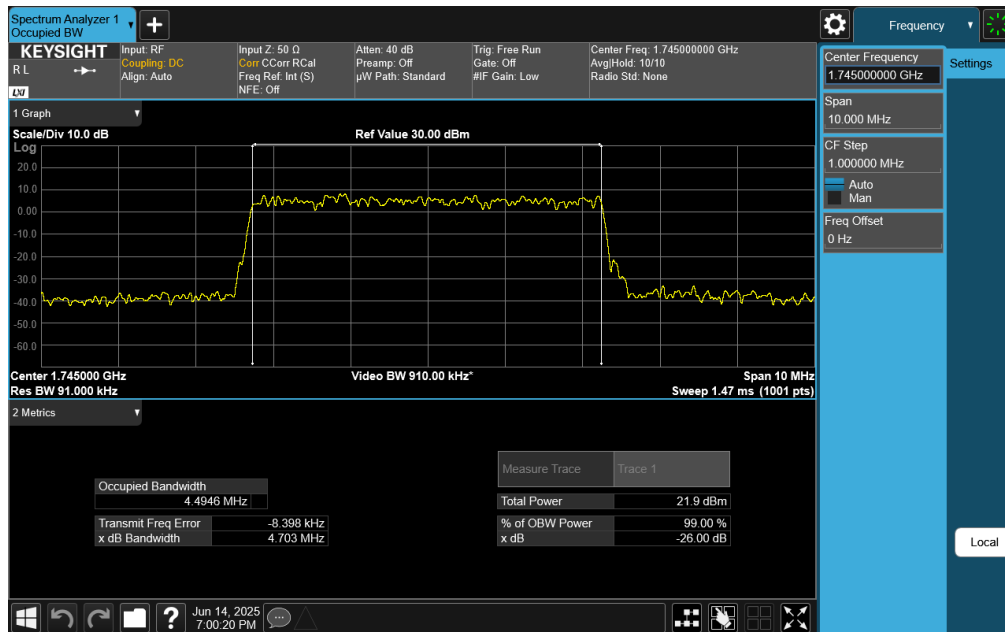 Spectrum Analyzer 1
Occupied BW
Frequency
KEYSIGHT
R L
LXI
Input: RF
Coupling: DC
Align: Auto
Input Z: 50 Ω
Corr CCorr RCal
Freq Ref: Int (S)
NFE: Off
Atten: 40 dB
Preamp: Off
µW Path: Standard
Trig: Free Run
Gate: Off
#IF Gain: Low
Center Freq: 1.745000000 GHz
Avg|Hold: 10/10
Radio Std: None
Center Frequency
1.745000000 GHz
Settings
Span
10.000 MHz
CF Step
1.000000 MHz
Auto
Man
Freq Offset
0 Hz
Local
1 Graph
Scale/Div 10.0 dB
Ref Value 30.00 dBm
Log
20.0
10.0
0.00
-10.0
-20.0
-30.0
-40.0
-50.0
-60.0
Center 1.745000 GHz
Video BW 910.00 kHz*
Span 10 MHz
Res BW 91.000 kHz
Sweep 1.47 ms (1001 pts)
2 Metrics
Measure Trace
Trace 1
Occupied Bandwidth
4.4946 MHz
Total Power
21.9 dBm
Transmit Freq Error
-8.398 kHz
% of OBW Power
99.00 %
x dB Bandwidth
4.703 MHz
x dB
-26.00 dB
?
Jun 14, 2025
7:00:20 PM